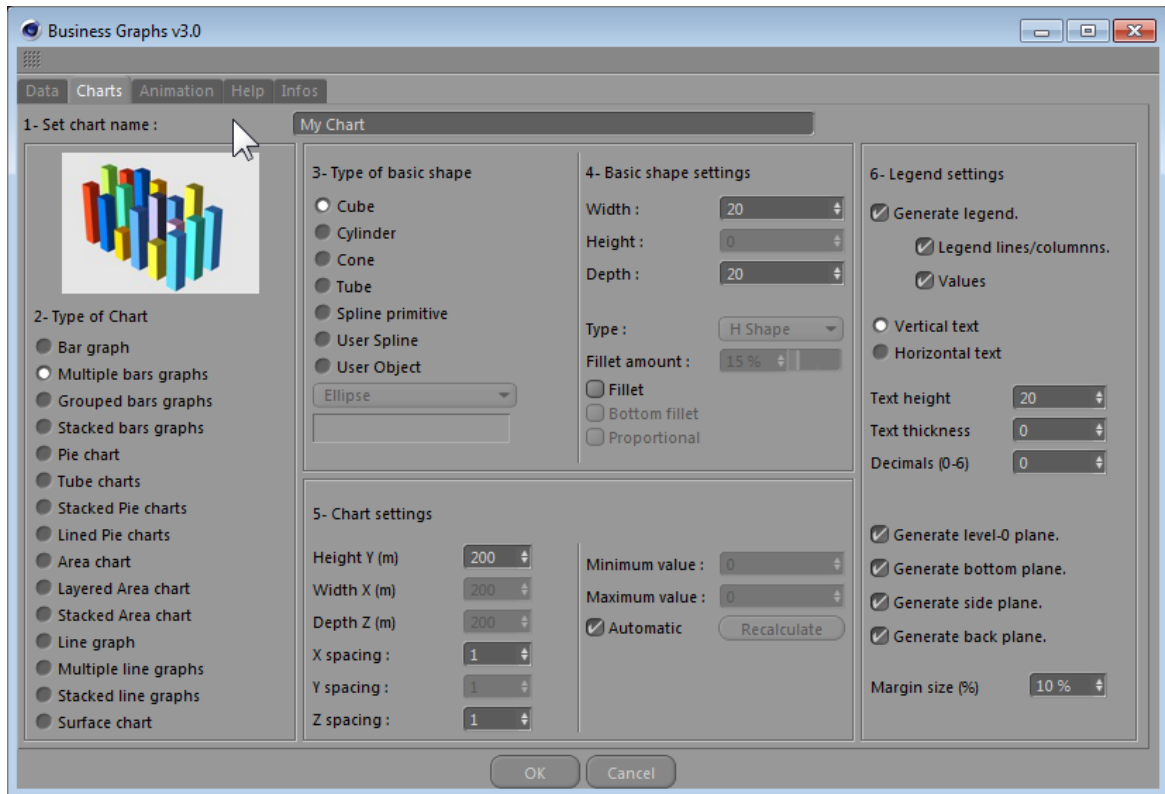 Business Graphs v3.0
Data Charts Animation Help Infos
1- Set chart name : My Chart
2- Type of Chart
Bar graph
Multiple bars graphs
Grouped bars graphs
Stacked bars graphs
Pie chart
Tube charts
Stacked Pie charts
Lined Pie charts
Area chart
Layered Area chart
Stacked Area chart
Line graph
Multiple line graphs
Stacked line graphs
Surface chart
3- Type of basic shape
Cube
Cylinder
Cone
Tube
Spline primitive
User Spline
User Object
Ellipse
4- Basic shape settings
Width : 20
Height : 0
Depth : 20
Type : H Shape
Fillet amount : 15 %
Fillet
Bottom fillet
Proportional
5- Chart settings
Height Y (m) 200
Width X (m) 200
Depth Z (m) 200
X spacing : 1
Y spacing : 1
Z spacing : 1
Minimum value : 0
Maximum value : 0
Automatic Recalculate
6- Legend settings
Generate legend.
Legend lines/columnns.
Values
Vertical text
Horizontal text
Text height 20
Text thickness 0
Decimals (0-6) 0
Generate level-0 plane.
Generate bottom plane.
Generate side plane.
Generate back plane.
Margin size (%) 10 %
OK Cancel